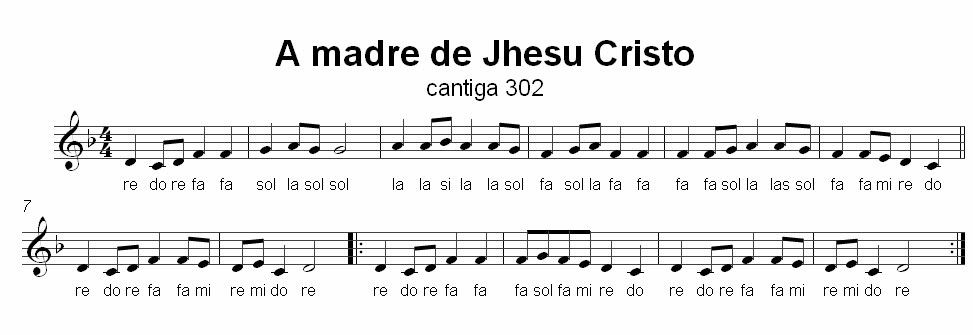 A madre de Jhesu Cristo
cantiga 302
4
4
re do re fa fa sol la sol sol la la si la la sol fa sol la fa fa fa fa sol la las sol fa fa mi re do
7
re do re fa fa mi re mi do re re do re fa fa fa sol fa mi re do re do re fa fa mi re mi do re